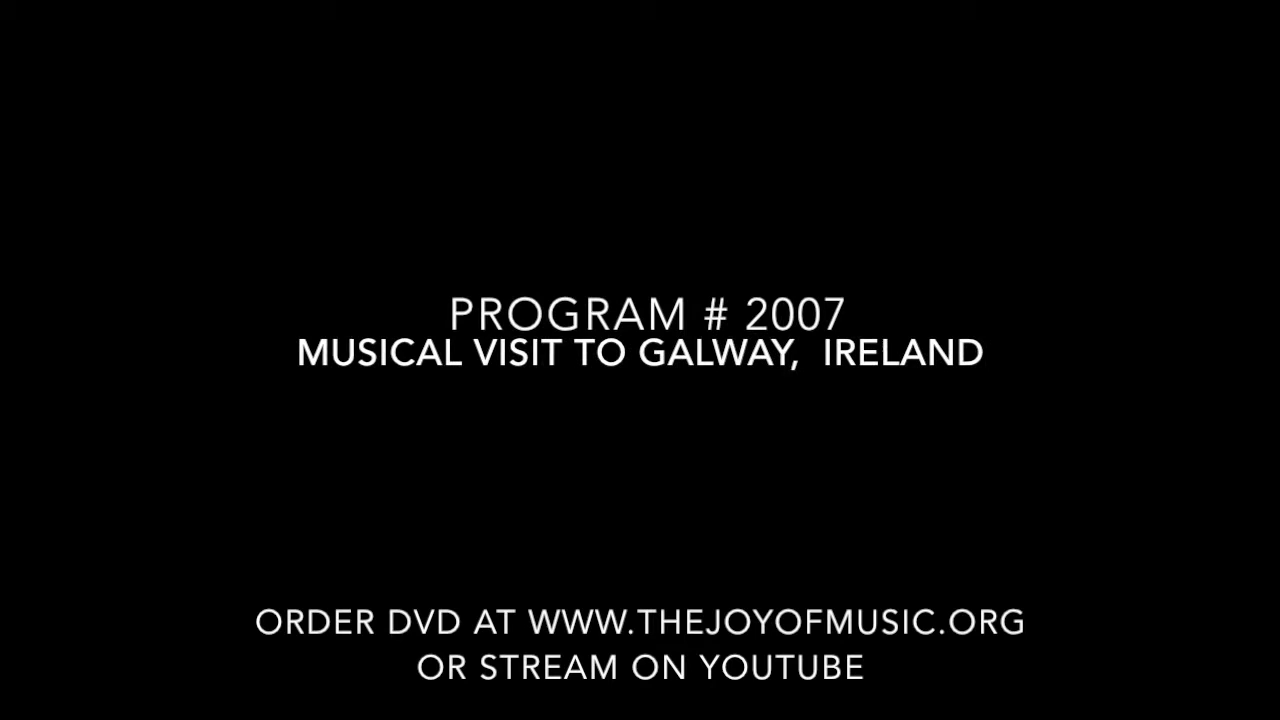 PROGRAM # 2007
MUSICAL VISIT TO GALWAY, IRELAND
ORDER DVD AT WWW.THEJOYOFMUSIC.ORG
OR STREAM ON YOUTUBE